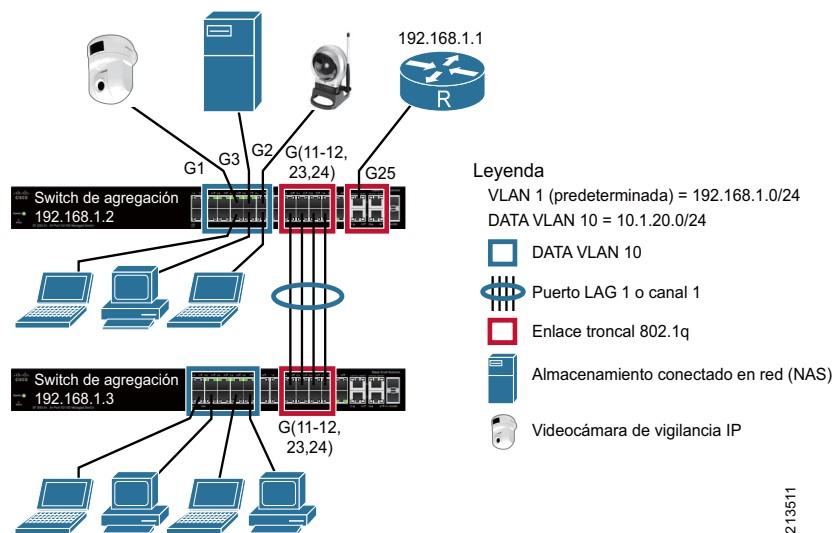 192.168.1.1
R
G1
G3
G2
G(11-12,
23,24)
G25
Switch de agregación
192.168.1.2
Switch de agregación
192.168.1.3
G(11-12,
23,24)
Leyenda
VLAN 1 (predeterminada) = 192.168.1.0/24
DATA VLAN 10 = 10.1.20.0/24
DATA VLAN 10
Puerto LAG 1 o canal 1
Enlace troncal 802.1q
Almacenamiento conectado en red (NAS)
Videocámara de vigilancia IP
213511